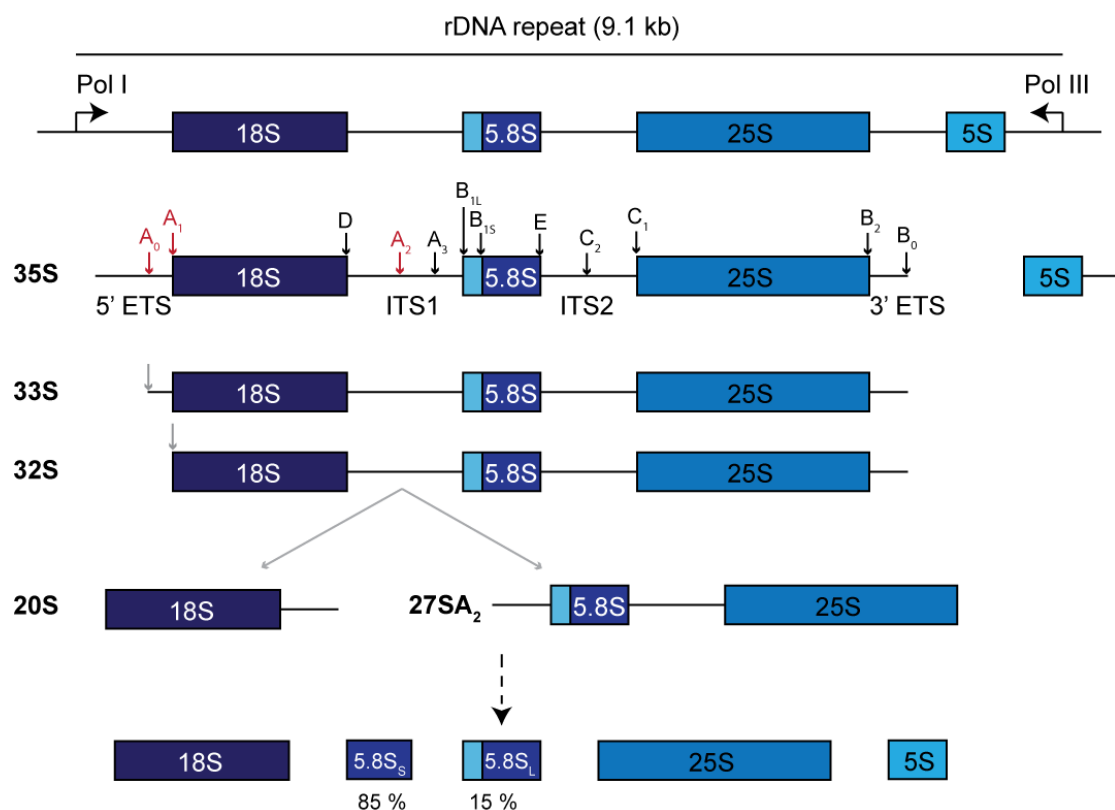 rDNA repeat (9.1 kb)
Pol I
Pol III
18S
5.8S
25S
5S
A₀
A₁
D
A₂
A₃
B₁L
B₁S
E
C₂
C₁
B₂
B₀
35S
18S
5.8S
25S
5S
5' ETS
ITS1
ITS2
3' ETS
33S
18S
5.8S
25S
32S
18S
5.8S
25S
20S
18S
27SA₂
5.8S
25S
18S
5.8Sₛ
5.8S_L
25S
5S
85 %
15 %